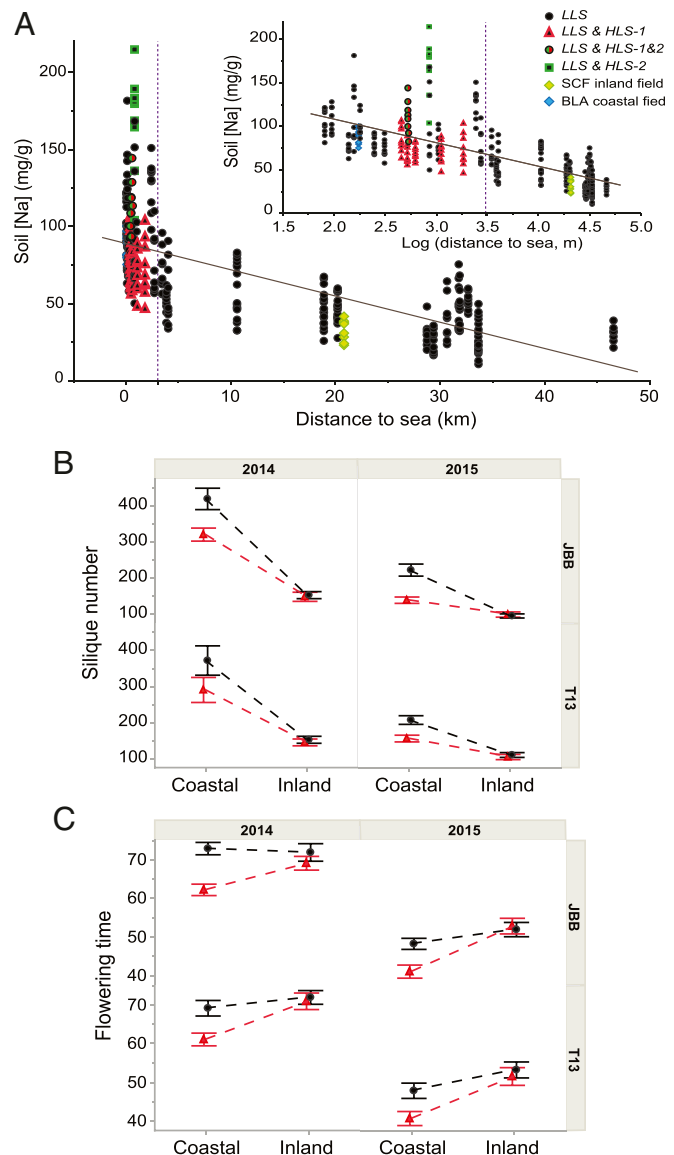 A
LLS
LLS & HLS-1
LLS & HLS-1&2
LLS & HLS-2
SCF inland field
BLA coastal fied
Soil [Na] (mg/g)
200
150
100
50
0
1.5 2.0 2.5 3.0 3.5 4.0 4.5 5.0
Log (distance to sea, m)
Soil [Na] (mg/g)
200
150
100
50
0
0 10 20 30 40 50
Distance to sea (km)
B
2014 2015
Silique number
400
300
200
100
JBB
400
300
200
100
T13
Coastal Inland Coastal Inland
C
2014 2015
Flowering time
70
60
50
40
JBB
70
60
50
40
T13
Coastal Inland Coastal Inland